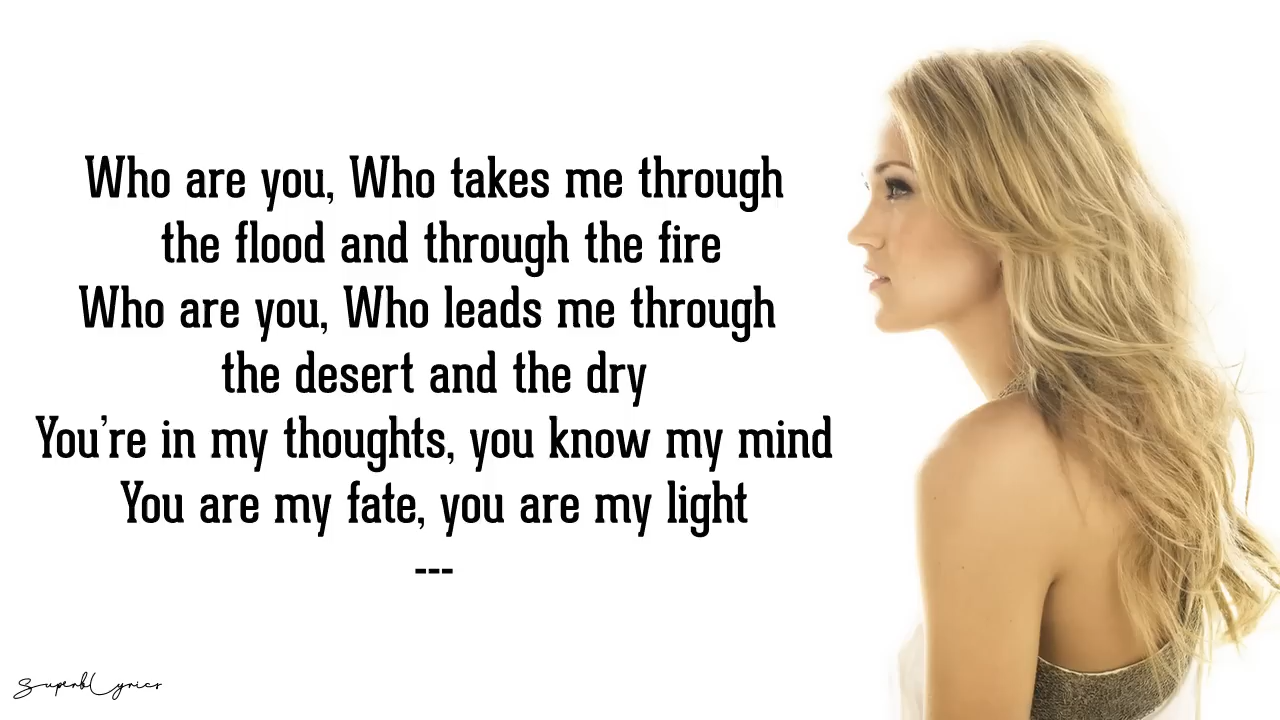 Who are you, Who takes me through
the flood and through the fire
Who are you, Who leads me through
the desert and the dry
You're in my thoughts, you know my mind
You are my fate, you are my light
---
SuperbLyrics